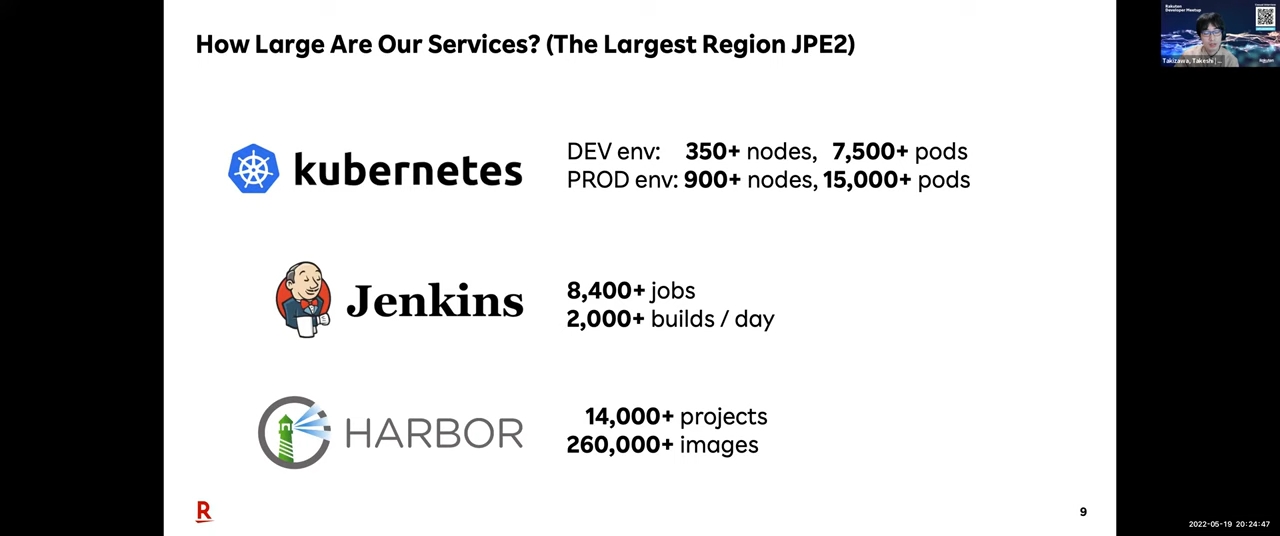 How Large Are Our Services? (The Largest Region JPE2)
kubernetes
DEV env: 350+ nodes, 7,500+ pods
PROD env: 900+ nodes, 15,000+ pods
Jenkins
8,400+ jobs
2,000+ builds / day
HARBOR
14,000+ projects
260,000+ images
R
9
Rakuten
Developer Meetup
Takizawa, Takeshi | ...
Rakuten
2022-05-19 20:24:47